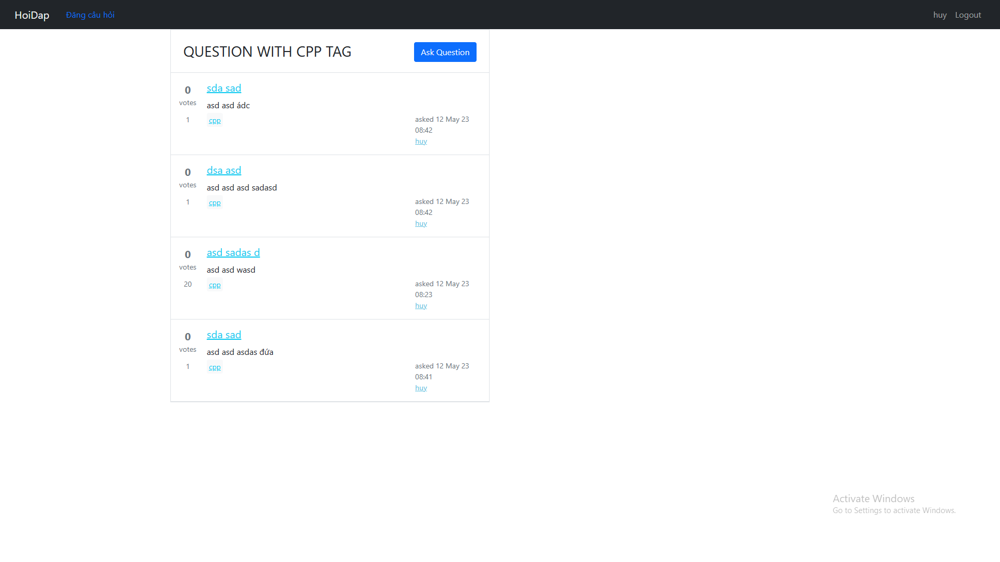 HoiDap Đăng câu hỏi huy Logout
QUESTION WITH CPP TAG Ask Question
0 votes 1
sda sad
asd asd ádc
cpp
asked 12 May 23
08:42
huy
0 votes 1
dsa asd
asd asd asd sadasd
cpp
asked 12 May 23
08:42
huy
0 votes 20
asd sadas d
asd asd wasd
cpp
asked 12 May 23
08:23
huy
0 votes 1
sda sad
asd asd asdas đứa
cpp
asked 12 May 23
08:41
huy
Activate Windows
Go to Settings to activate Windows.